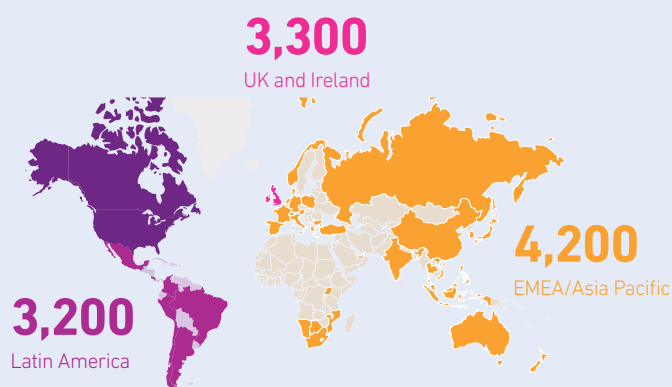 3,300
UK and Ireland
4,200
EMEA/Asia Pacific
3,200
Latin America